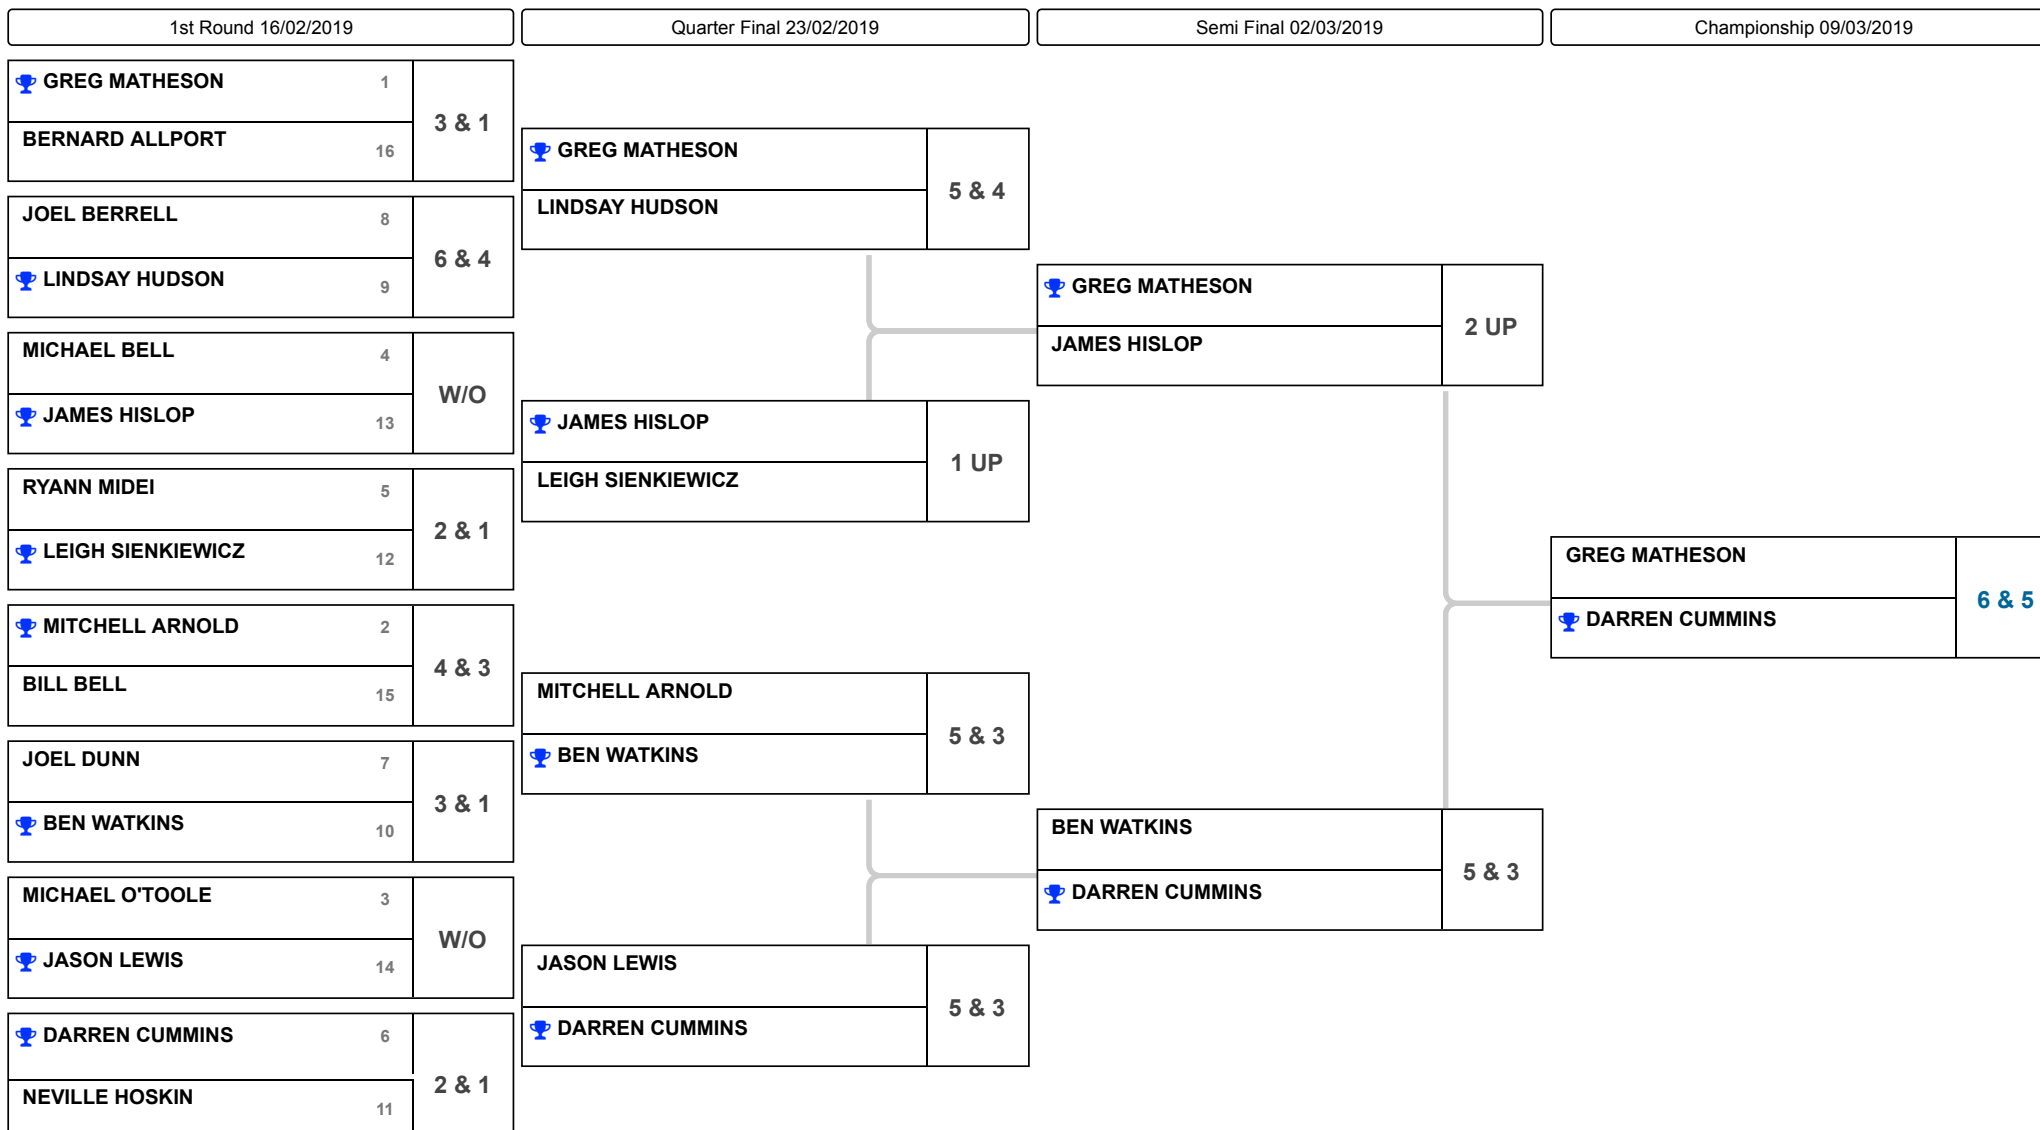 1st Round 16/02/2019
Quarter Final 23/02/2019
Semi Final 02/03/2019
Championship 09/03/2019
GREG MATHESON 1
BERNARD ALLPORT 16
3 & 1
JOEL BERRELL 8
LINDSAY HUDSON 9
6 & 4
MICHAEL BELL 4
JAMES HISLOP 13
W/O
RYANN MIDEI 5
LEIGH SIENKIEWICZ 12
2 & 1
MITCHELL ARNOLD 2
BILL BELL 15
4 & 3
JOEL DUNN 7
BEN WATKINS 10
3 & 1
MICHAEL O'TOOLE 3
JASON LEWIS 14
W/O
DARREN CUMMINS 6
NEVILLE HOSKIN 11
2 & 1
GREG MATHESON
LINDSAY HUDSON
5 & 4
JAMES HISLOP
LEIGH SIENKIEWICZ
1 UP
MITCHELL ARNOLD
BEN WATKINS
5 & 3
JASON LEWIS
DARREN CUMMINS
5 & 3
GREG MATHESON
JAMES HISLOP
2 UP
BEN WATKINS
DARREN CUMMINS
5 & 3
GREG MATHESON
DARREN CUMMINS
6 & 5